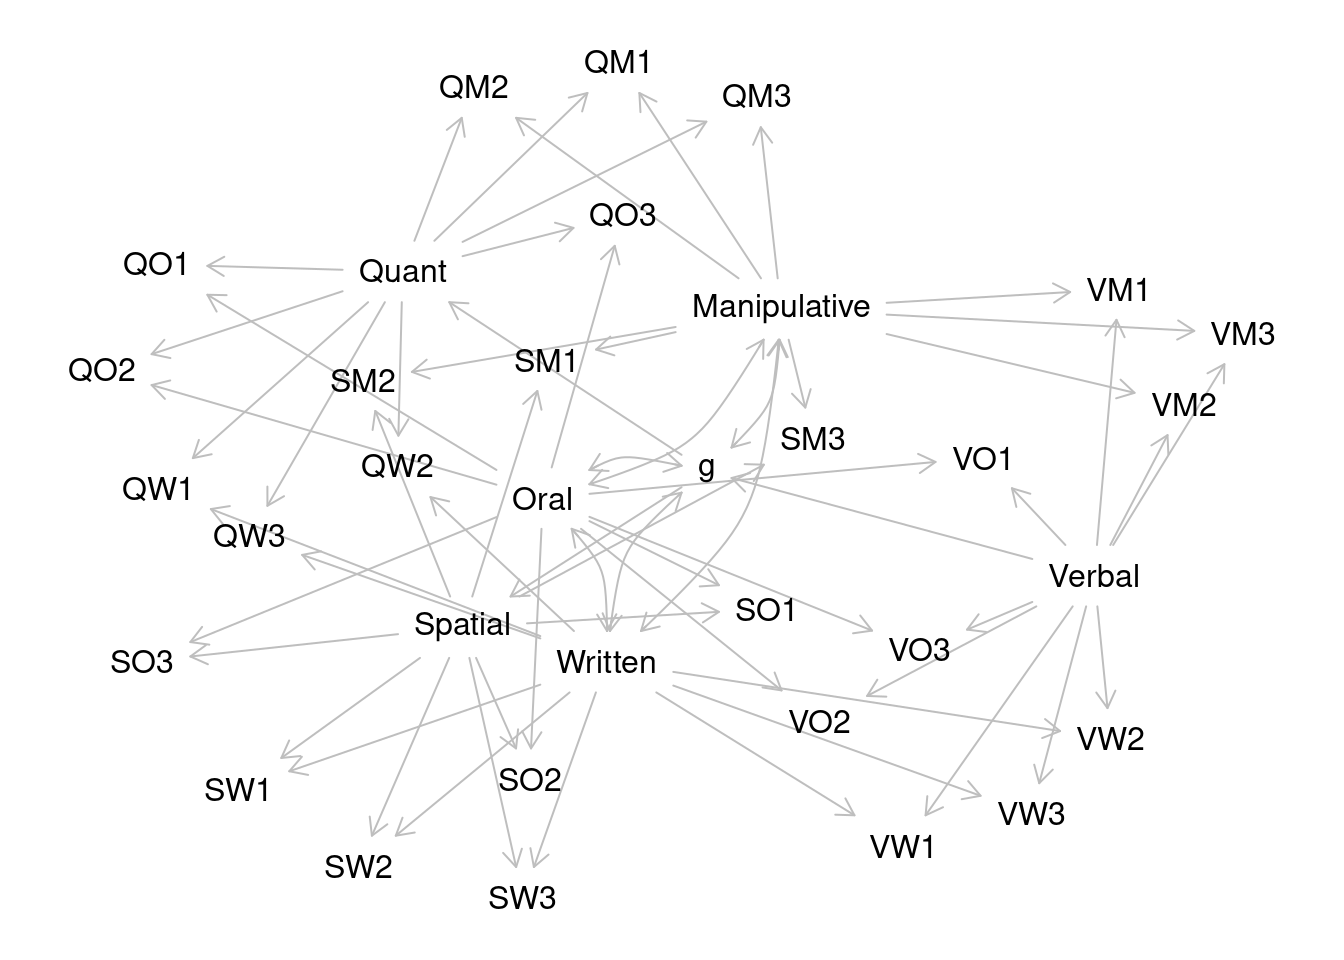 QM1
QM2
QM3
QO3
QO1
Quant
Manipulative
VM1
VM3
QO2
SM2
SM1
VM2
SM3
QW2
g
VO1
QW1
Oral
QW3
Verbal
Spatial
SO1
SO3
Written
VO3
VO2
VW2
SW1
SO2
VW3
VW1
SW2
SW3